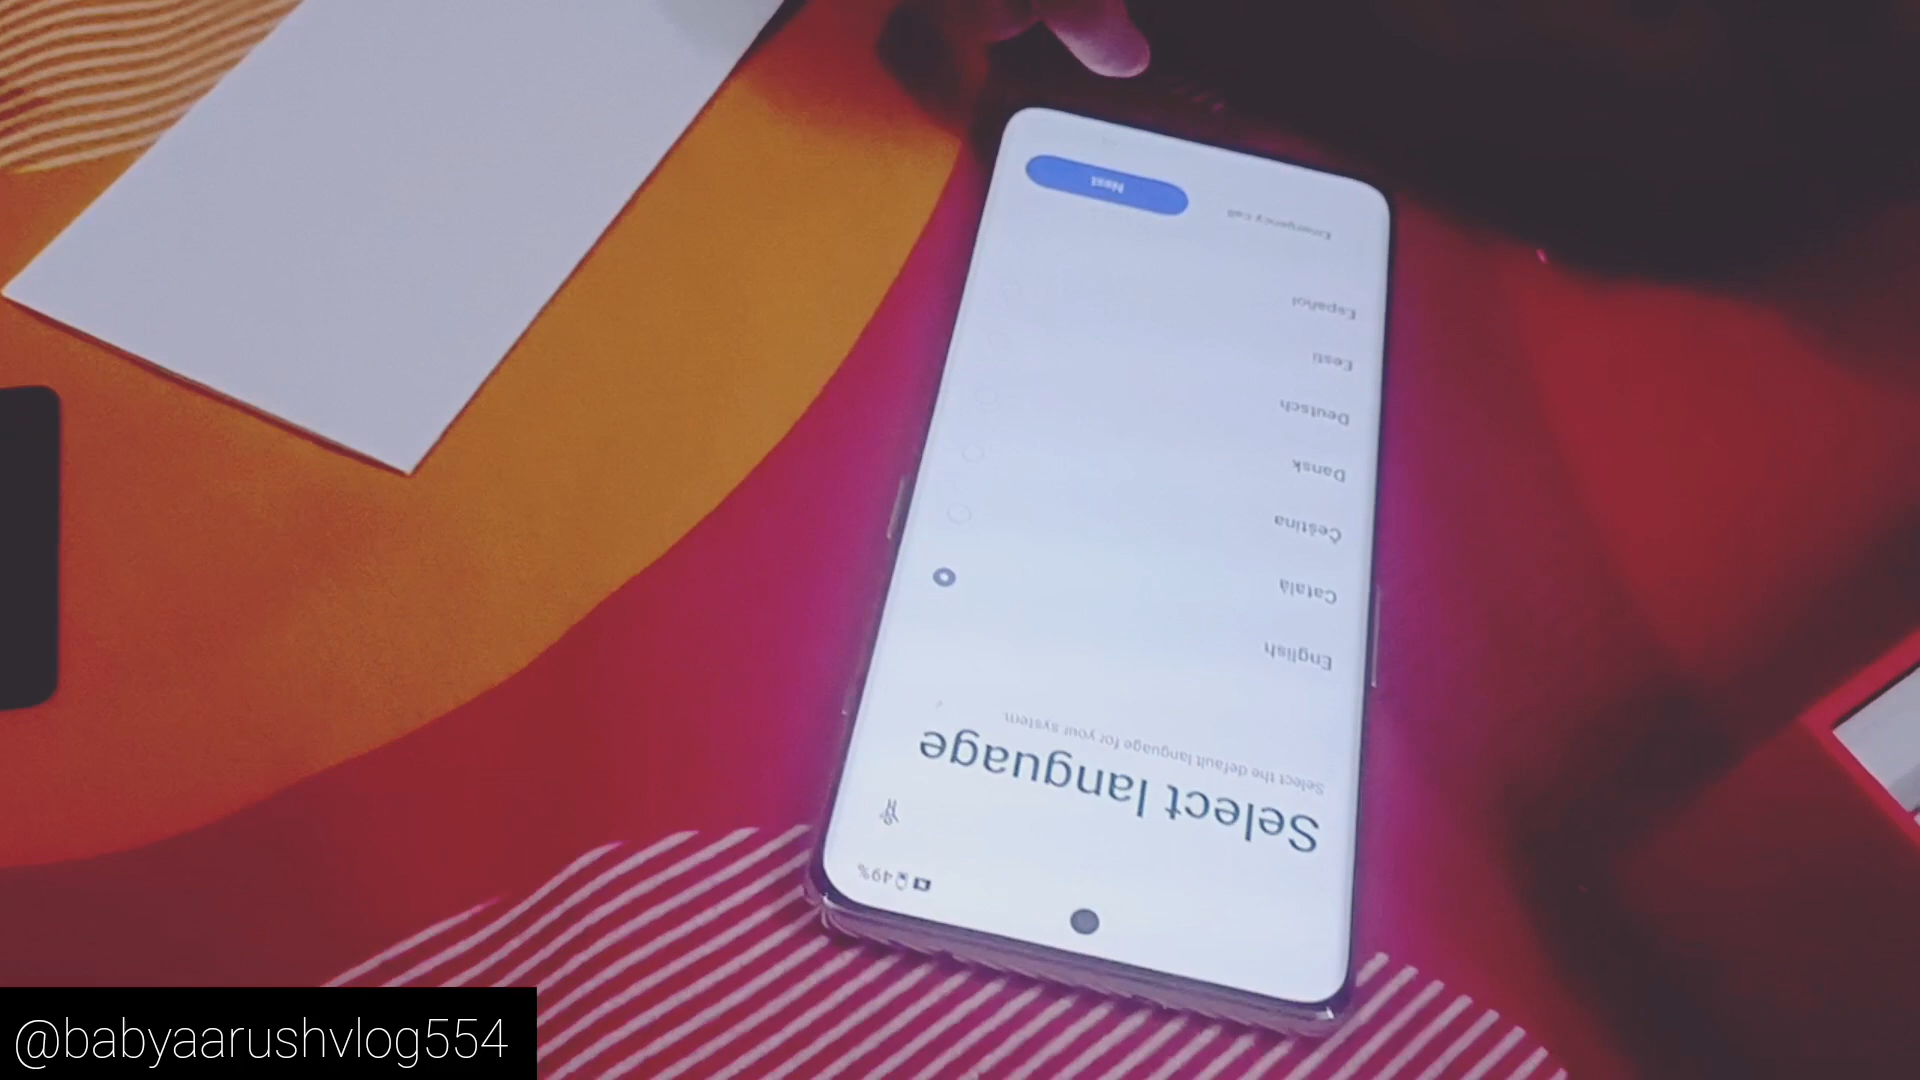 49%
Select language
Select the default language for your system
English
Català
Čeština
Dansk
Deutsch
Eesti
Español
Emergency call
Next
@babyaarushvlog554